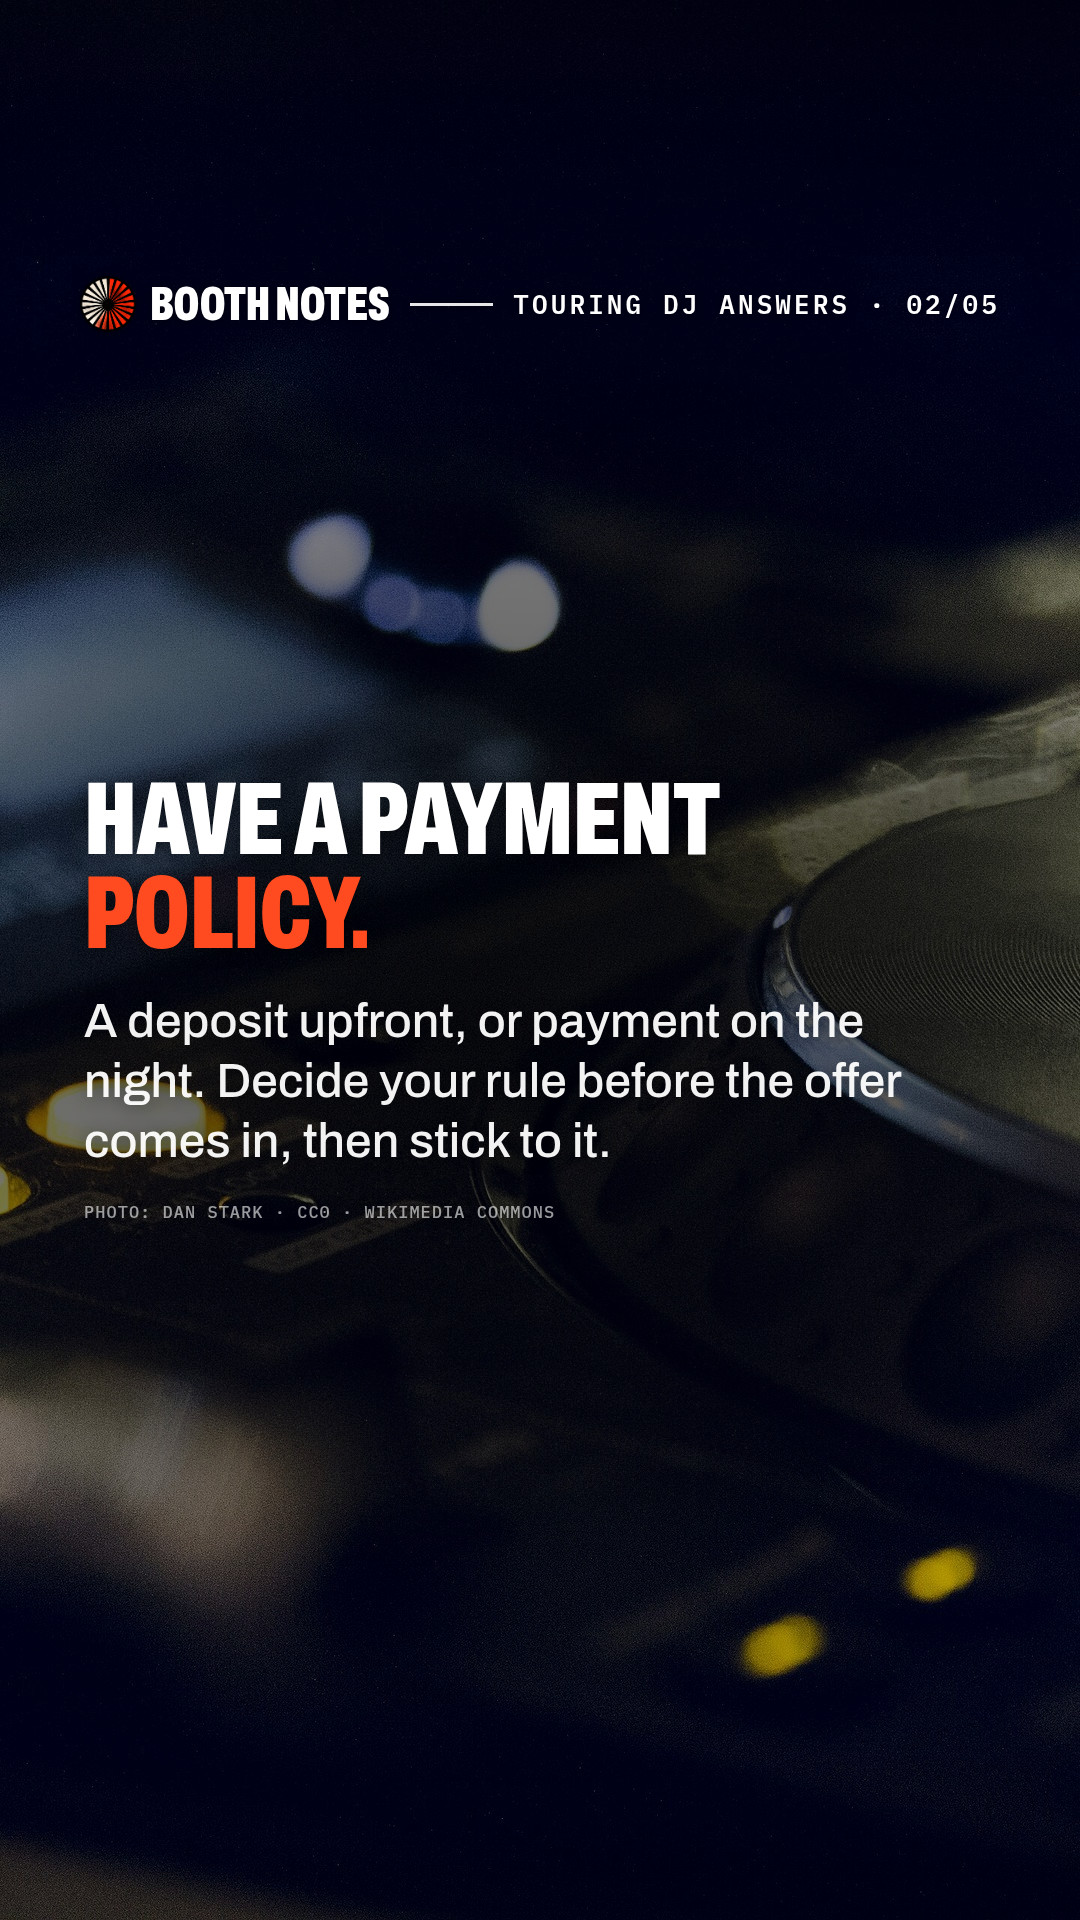 BOOTH NOTES — TOURING DJ ANSWERS · 02/05
HAVE A PAYMENT
POLICY.
A deposit upfront, or payment on the
night. Decide your rule before the offer
comes in, then stick to it.
PHOTO: DAN STARK · CC0 · WIKIMEDIA COMMONS